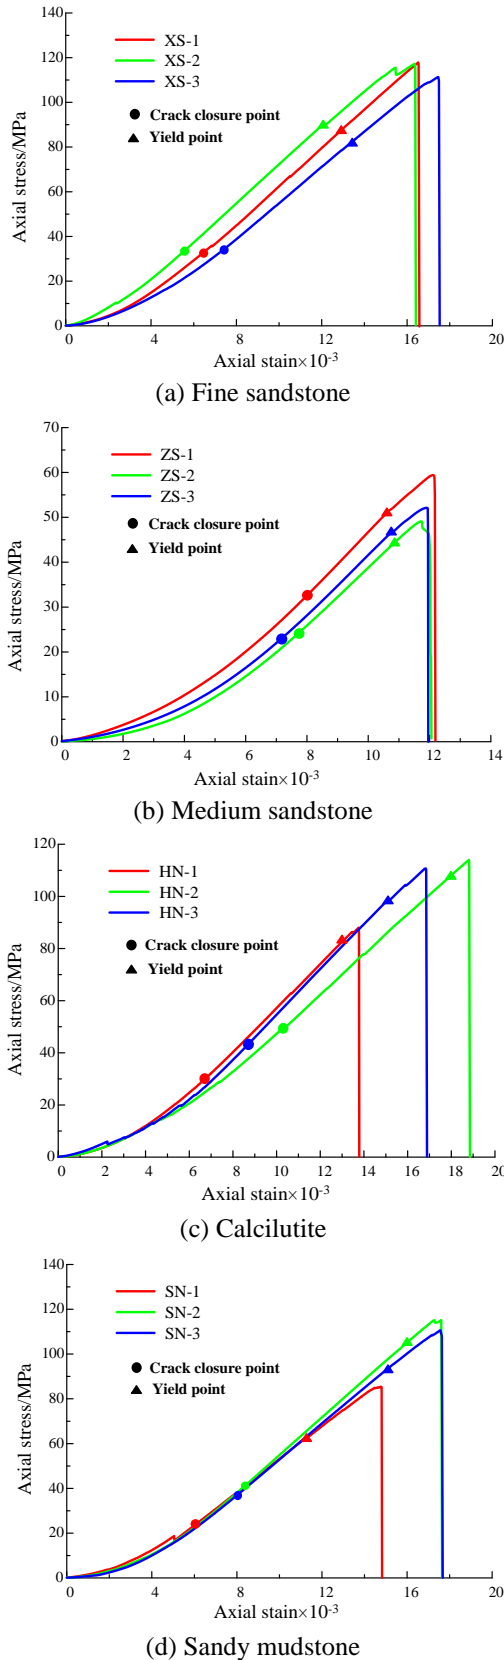 140
XS-1
XS-2
XS-3
120
100
Crack closure point
Yield point
80
60
40
20
0
Axial stress/MPa
0 4 8 12 16 20
Axial stain×10-3
(a) Fine sandstone
70
ZS-1
ZS-2
ZS-3
60
50
Crack closure point
Yield point
40
30
20
10
0
Axial stress/MPa
0 2 4 6 8 10 12 14
Axial stain×10-3
(b) Medium sandstone
120
HN-1
HN-2
HN-3
100
80
Crack closure point
Yield point
60
40
20
0
Axial stress/MPa
0 2 4 6 8 10 12 14 16 18 20
Axial stain×10-3
(c) Calcilutite
140
SN-1
SN-2
SN-3
120
100
Crack closure point
Yield point
80
60
40
20
0
Axial stress/MPa
0 4 8 12 16 20
Axial stain×10-3
(d) Sandy mudstone